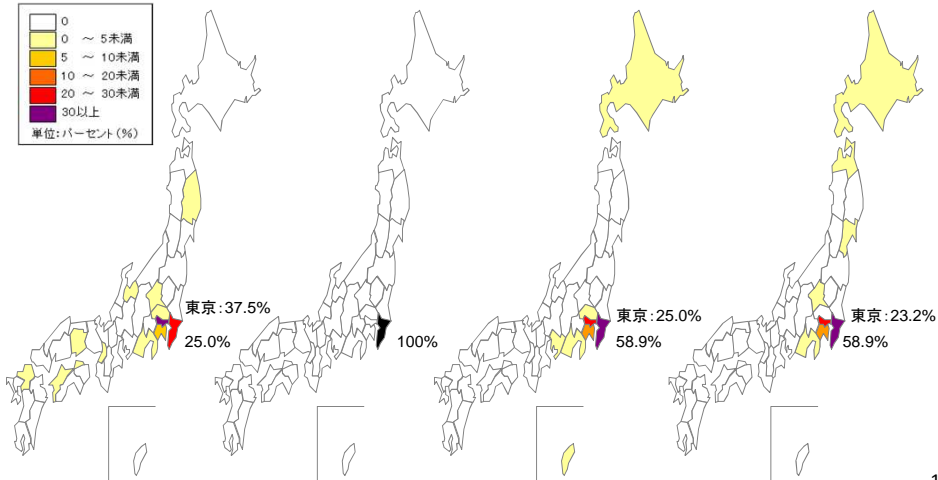 0
0 ～ 5未満
5 ～ 10未満
10 ～ 20未満
20 ～ 30未満
30以上
単位：パーセント(%)
東京：37.5%
25.0%
100%
東京：25.0%
58.9%
東京：23.2%
58.9%
1